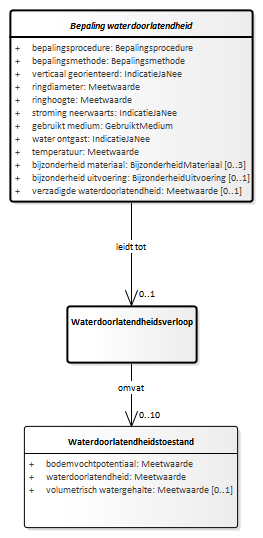 Bepaling waterdoorlatendheid
+ bepalingsprocedure: Bepalingsprocedure
+ bepalingsmethode: Bepalingsmethode
+ verticaal georienteerd: IndicatieJaNee
+ ringdiameter: Meetwaarde
+ ringhoogte: Meetwaarde
+ stroming neerwaarts: IndicatieJaNee
+ gebruikt medium: GebruiktMedium
+ water ontgast: IndicatieJaNee
+ temperatuur: Meetwaarde
+ bijzonderheid materiaal: BijzonderheidMateriaal [0..3]
+ bijzonderheid uitvoering: BijzonderheidUitvoering [0..1]
+ verzadigde waterdoorlatendheid: Meetwaarde [0..1]
leidt tot
0..1
Waterdoorlatendheidsverloop
omvat
0..10
Waterdoorlatendheidstoestand
+ bodemvochtpotentiaal: Meetwaarde
+ waterdoorlatendheid: Meetwaarde
+ volumetrisch watergehalte: Meetwaarde [0..1]